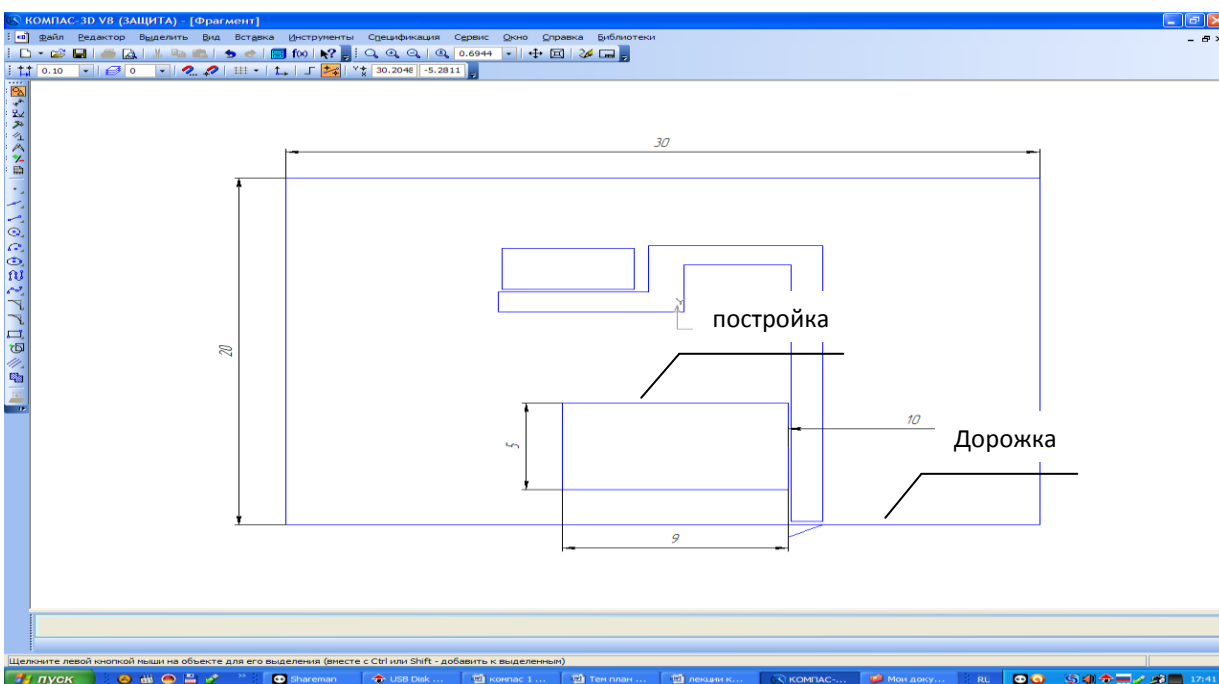 КОМПАС-3D V8 (ЗАЩИТА) - [Фрагмент]
Файл Редактор Выделить Вид Вставка Инструменты Спецификация Сервис Окно Справка Библиотеки
f(x) 0.6944
0.10 0 30.2048 -5.2811
30
20
постройка
10
5
Дорожка
9
Щелкните левой кнопкой мыши на объекте для его выделения (вместе с Ctrl или Shift - добавить к выделенным)
пуск Shareman USB Disk ... компас 1 ... Тем план ... лекции к... КОМПАС-... Мои доку... RL 17:41